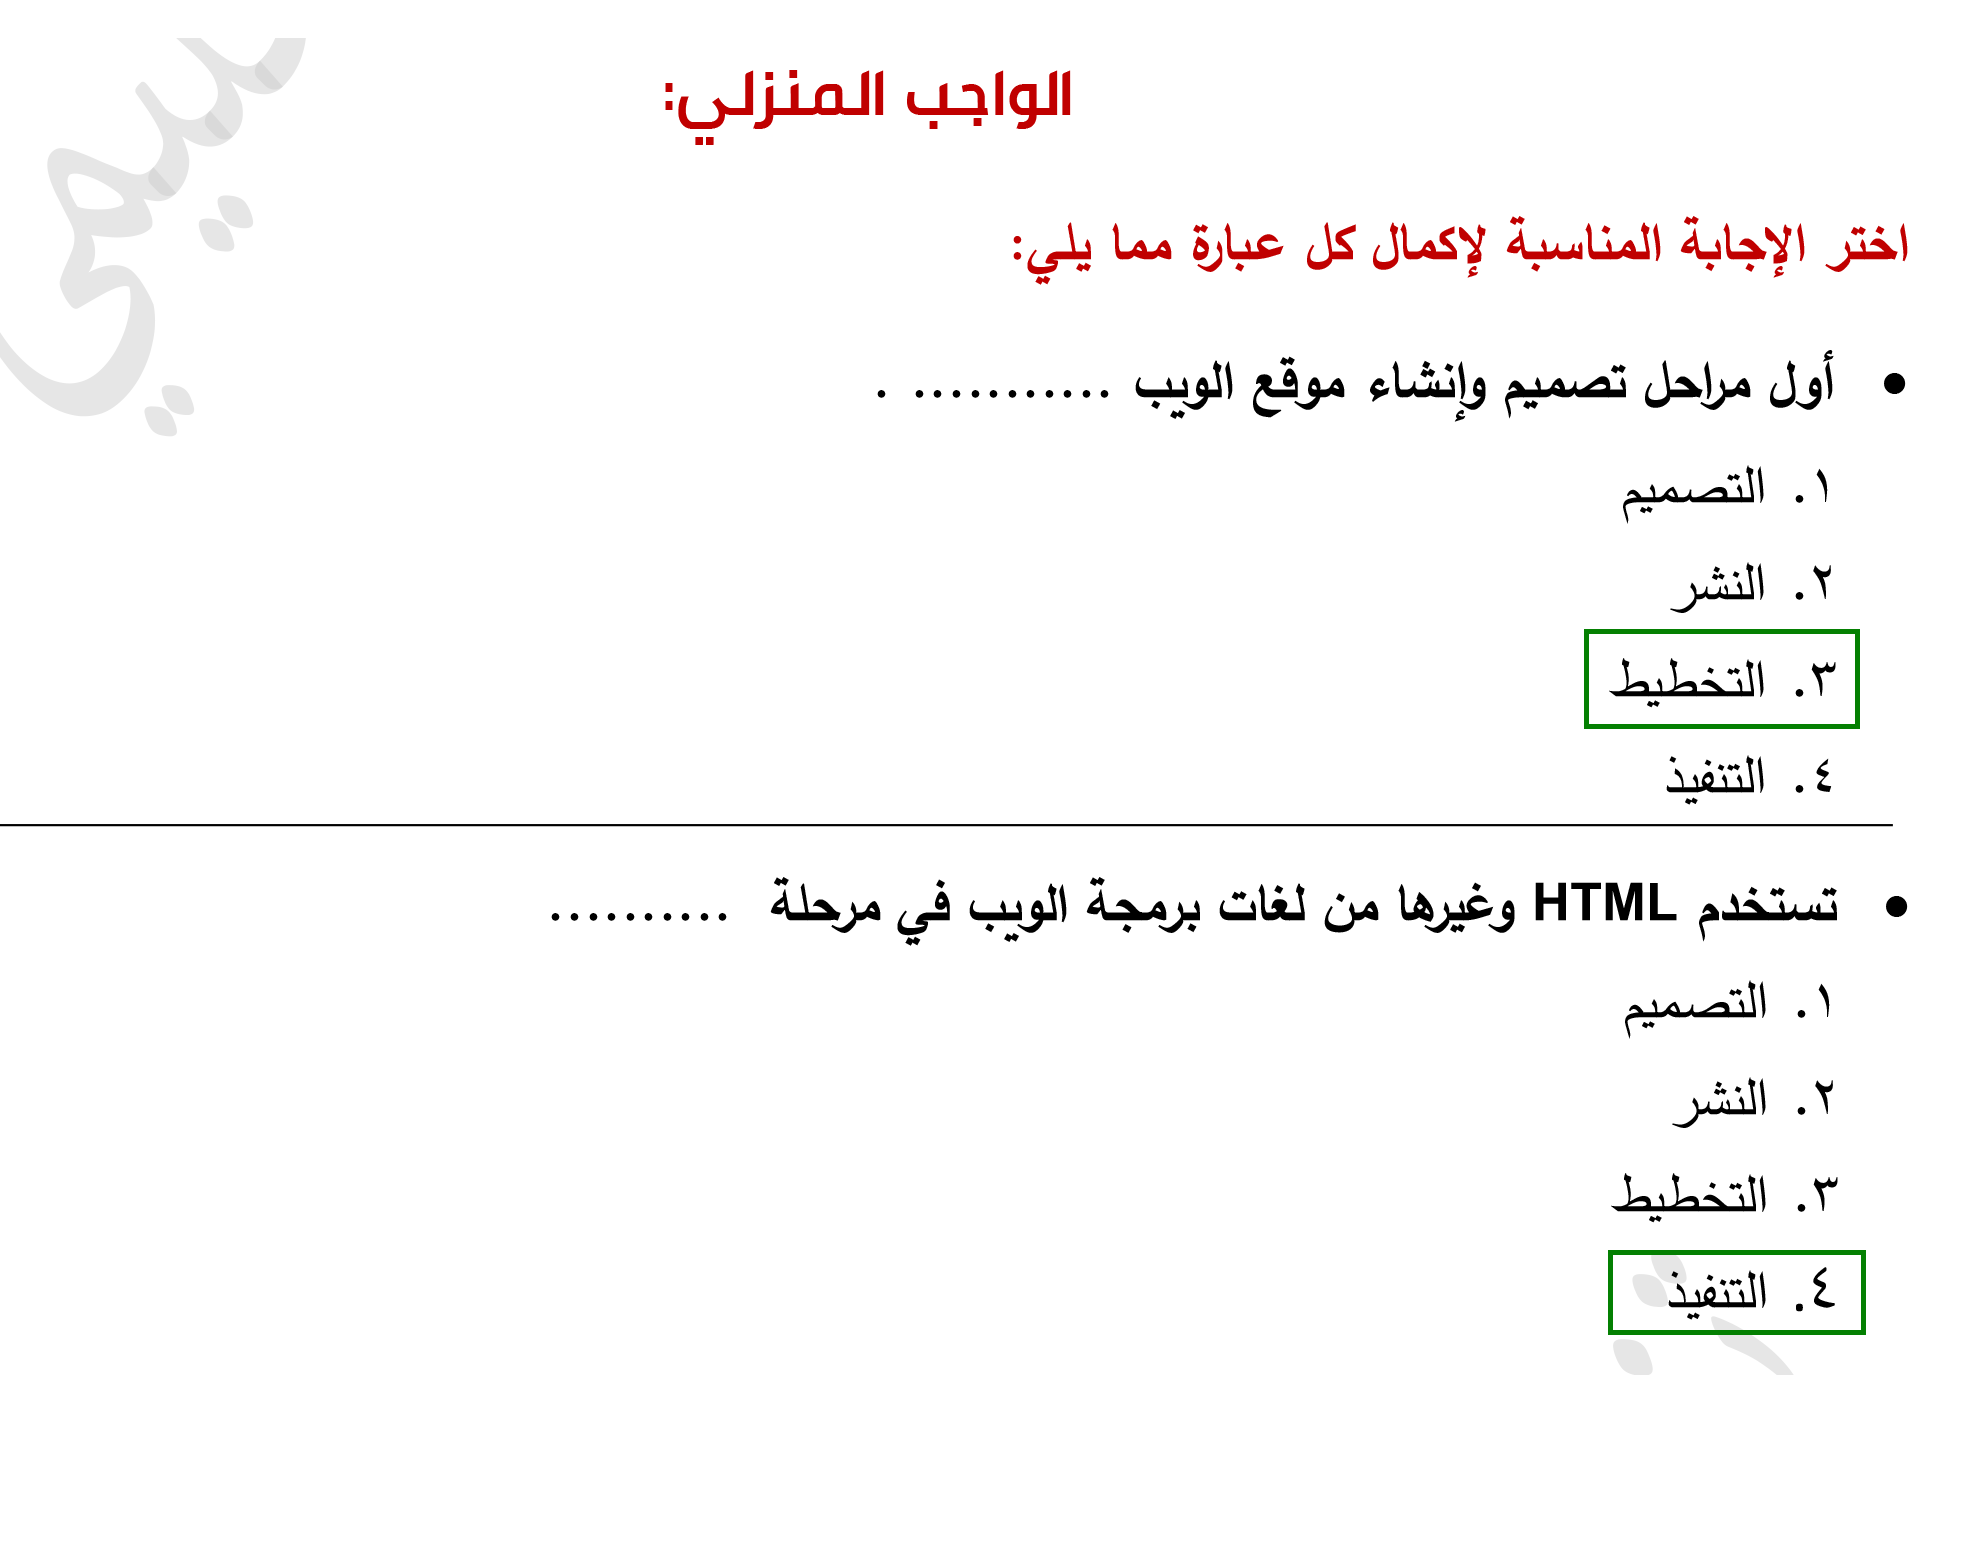 الواجب المنزلي:
اختر الإجابة المناسبة لإكمال كل عبارة مما يلي:
• أول مراحل تصميم وإنشاء موقع الويب ........... .
١. التصميم
٢. النشر
٣. التخطيط
٤. التنفيذ
• تستخدم HTML وغيرها من لغات برمجة الويب في مرحلة ..........
١. التصميم
٢. النشر
٣. التخطيط
٤. التنفيذ